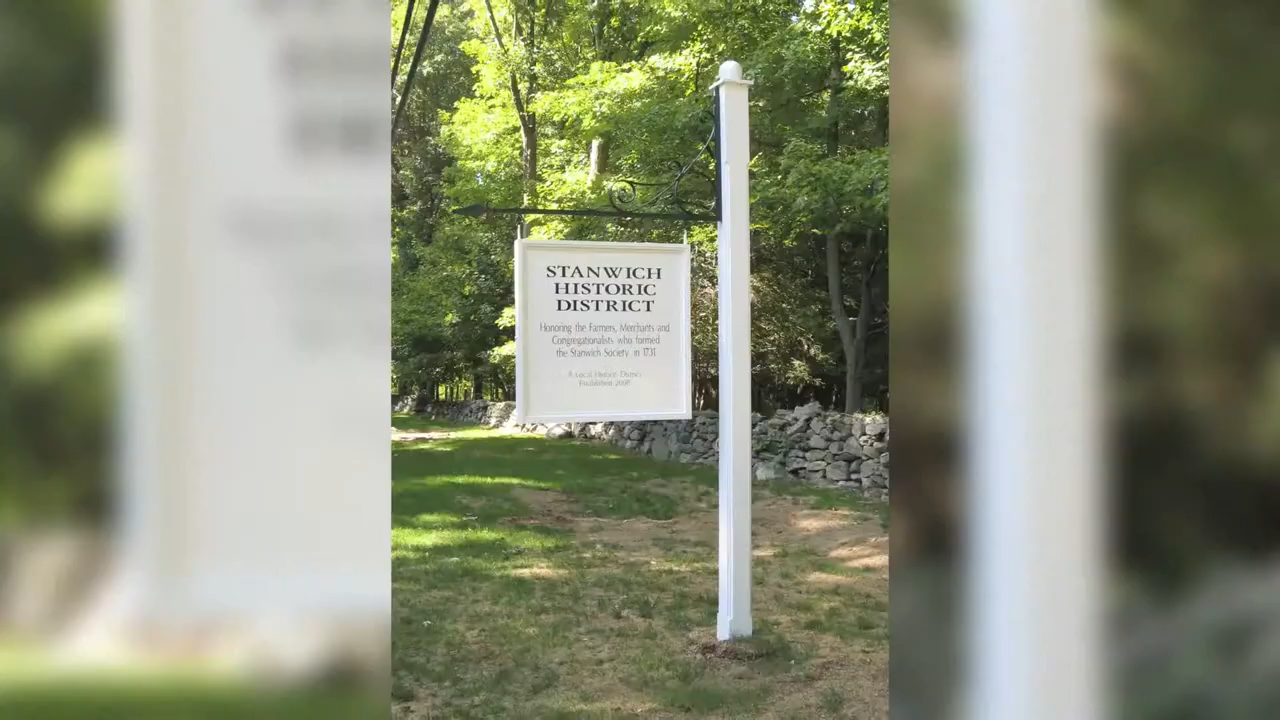 STANWICH
HISTORIC
DISTRICT
Honoring the Farmers, Merchants and
Congregationalists who formed
the Stanwich Society in 1731
A Local Historic District
Established